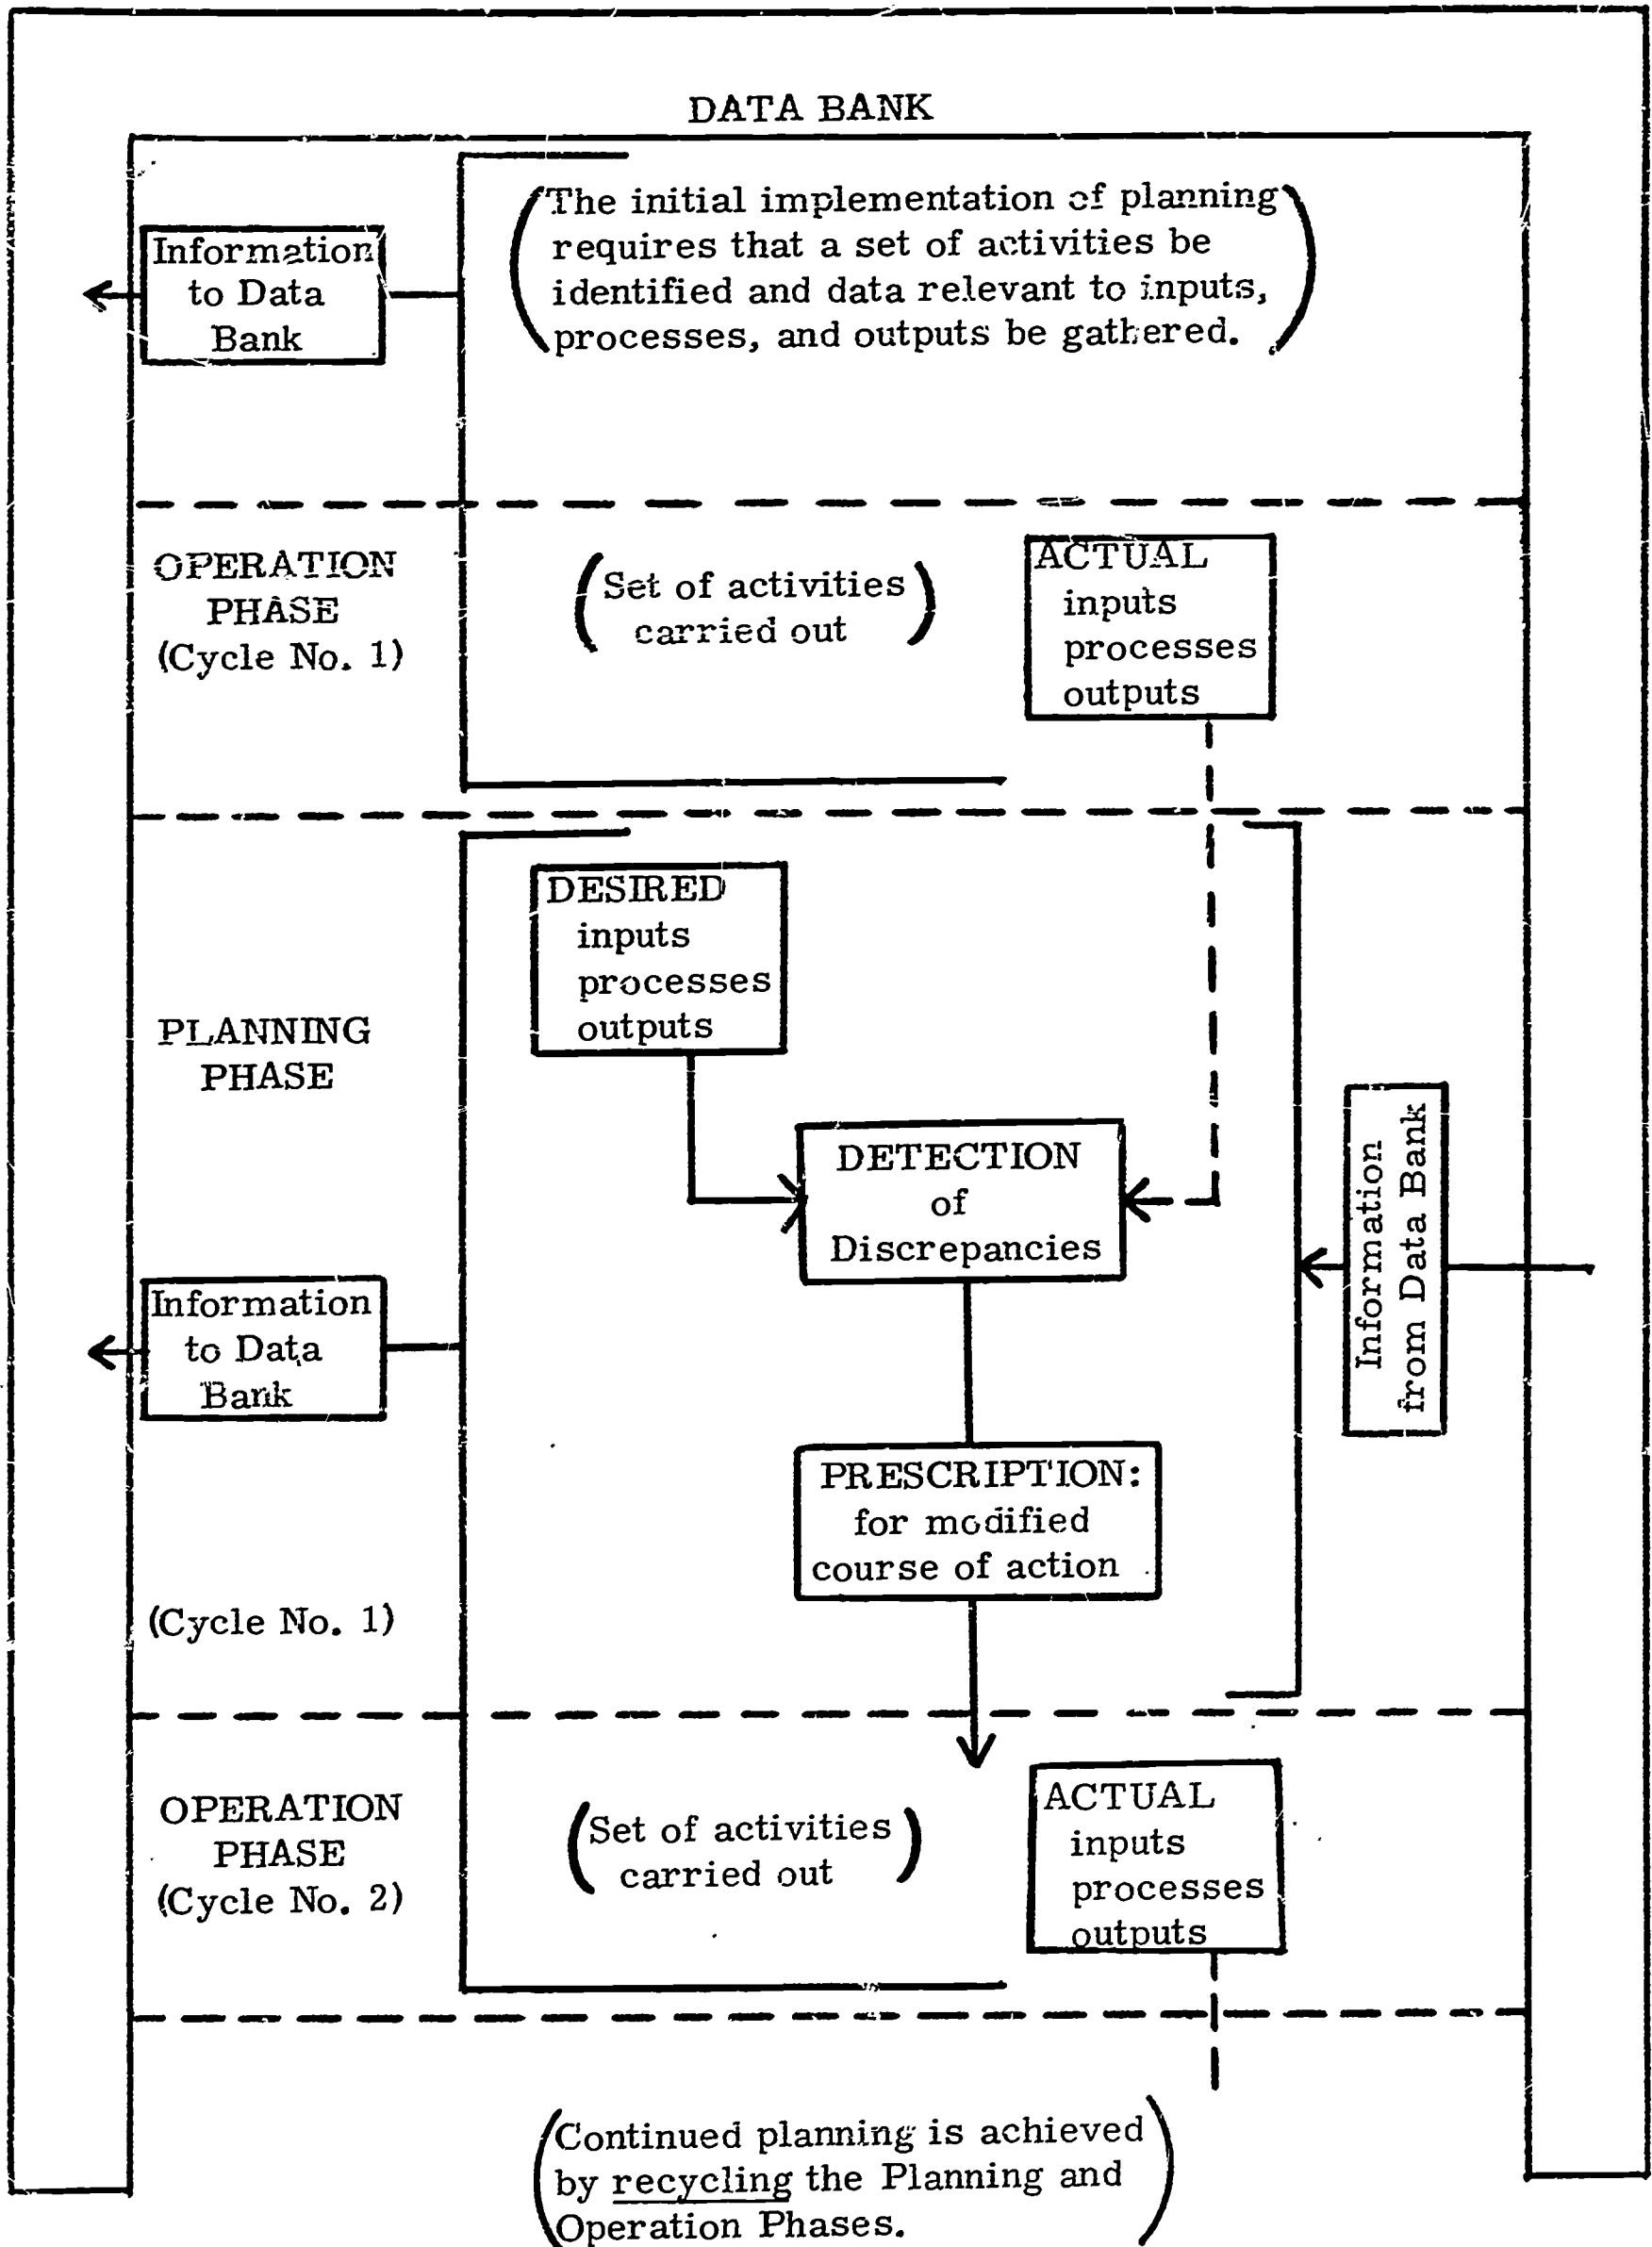 DATA BANK
(The initial implementation of planning
requires that a set of activities be
identified and data relevant to inputs,
processes, and outputs be gathered.)
Information
to Data
Bank
OPERATION
PHASE
(Cycle No. 1)
(Set of activities
carried out)
ACTUAL
inputs
processes
outputs
DESIRED
inputs
processes
outputs
PLANNING
PHASE
DETECTION
of
Discrepancies
Information
from Data Bank
Information
to Data
Bank
PRESCRIPTION:
for modified
course of action
(Cycle No. 1)
OPERATION
PHASE
(Cycle No. 2)
(Set of activities
carried out)
ACTUAL
inputs
processes
outputs
(Continued planning is achieved
by recycling the Planning and
Operation Phases.)